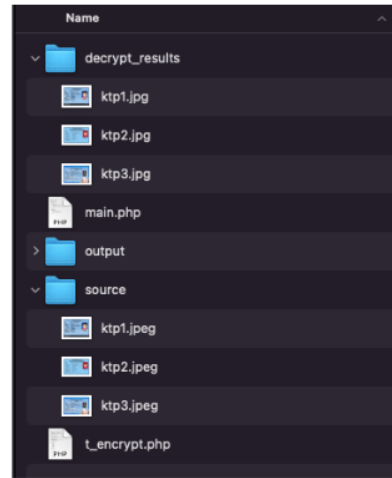 Name
decrypt_results
ktp1.jpg
ktp2.jpg
ktp3.jpg
main.php
output
source
ktp1.jpeg
ktp2.jpeg
ktp3.jpeg
t_encrypt.php